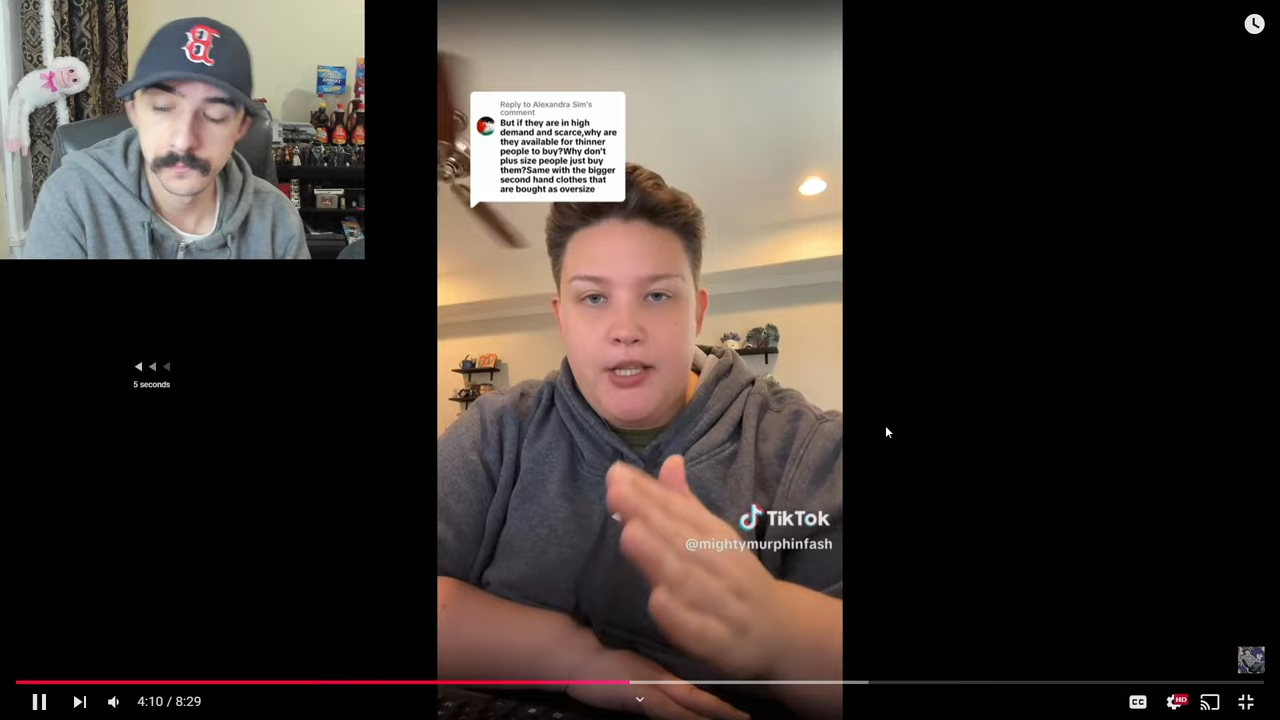 Reply to Alexandra Sim's
comment
But if they are in high
demand and scarce,why are
they available for thinner
people to buy?Why don't
plus size people just buy
them?Same with the bigger
second hand clothes that
are bought as oversize
B
5 seconds
TikTok
@mightymurphinfash
4:10 / 8:29
CC
HD